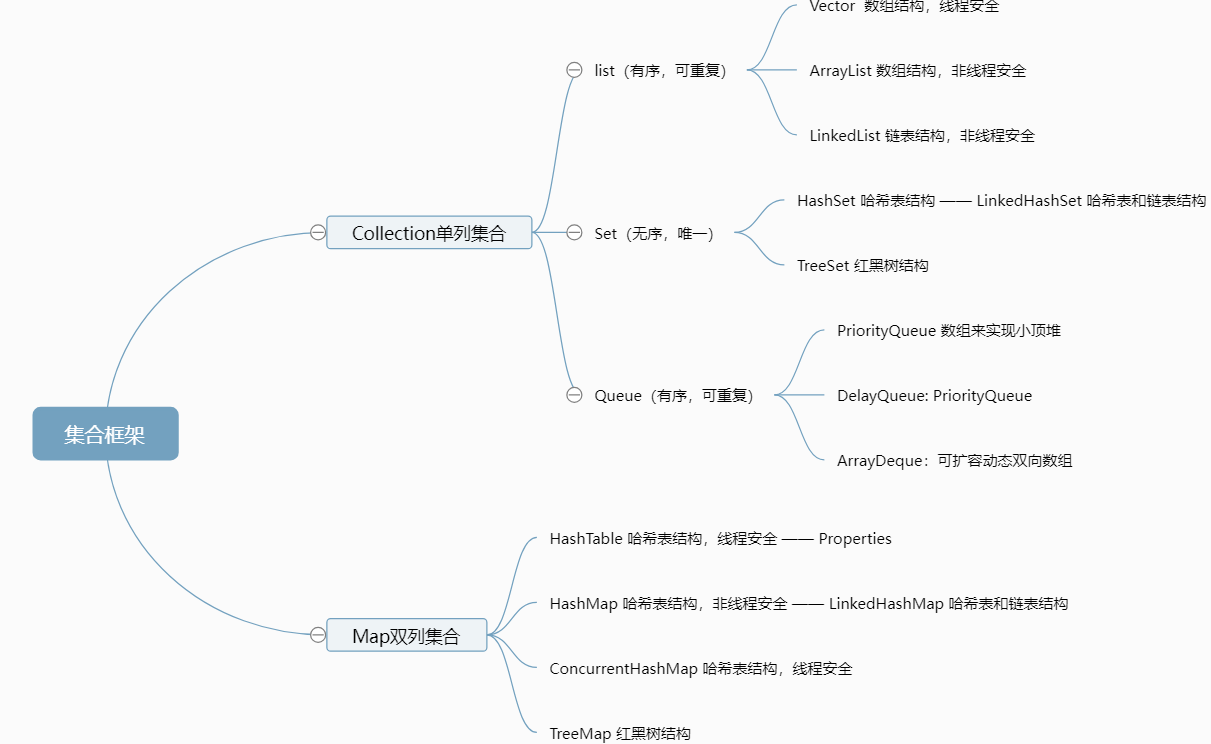 集合框架
Collection单列集合
list（有序，可重复）
Vector 数组结构，线程安全
ArrayList 数组结构，非线程安全
LinkedList 链表结构，非线程安全
Set（无序，唯一）
HashSet 哈希表结构 —— LinkedHashSet 哈希表和链表结构
TreeSet 红黑树结构
Queue（有序，可重复）
PriorityQueue 数组来实现小顶堆
DelayQueue: PriorityQueue
ArrayDeque：可扩容动态双向数组
Map双列集合
HashTable 哈希表结构，线程安全 —— Properties
HashMap 哈希表结构，非线程安全 —— LinkedHashMap 哈希表和链表结构
ConcurrentHashMap 哈希表结构，线程安全
TreeMap 红黑树结构